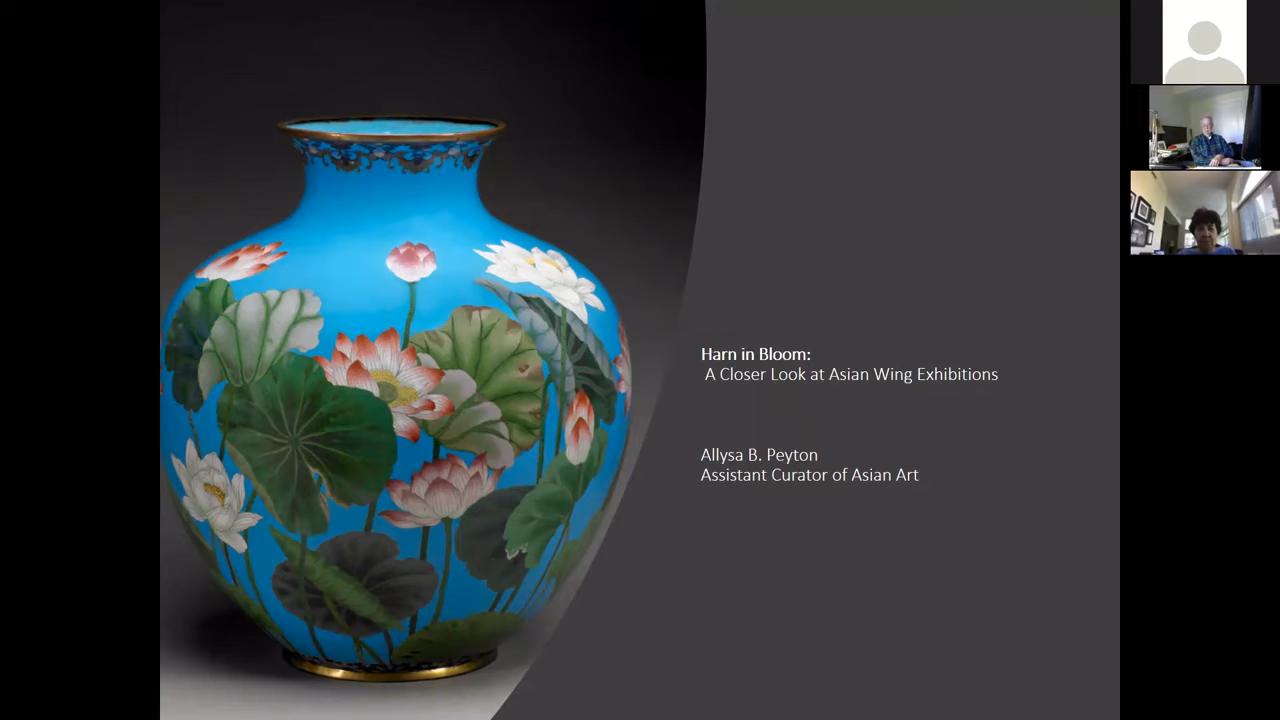 Harn in Bloom:
A Closer Look at Asian Wing Exhibitions
Allysa B. Peyton
Assistant Curator of Asian Art